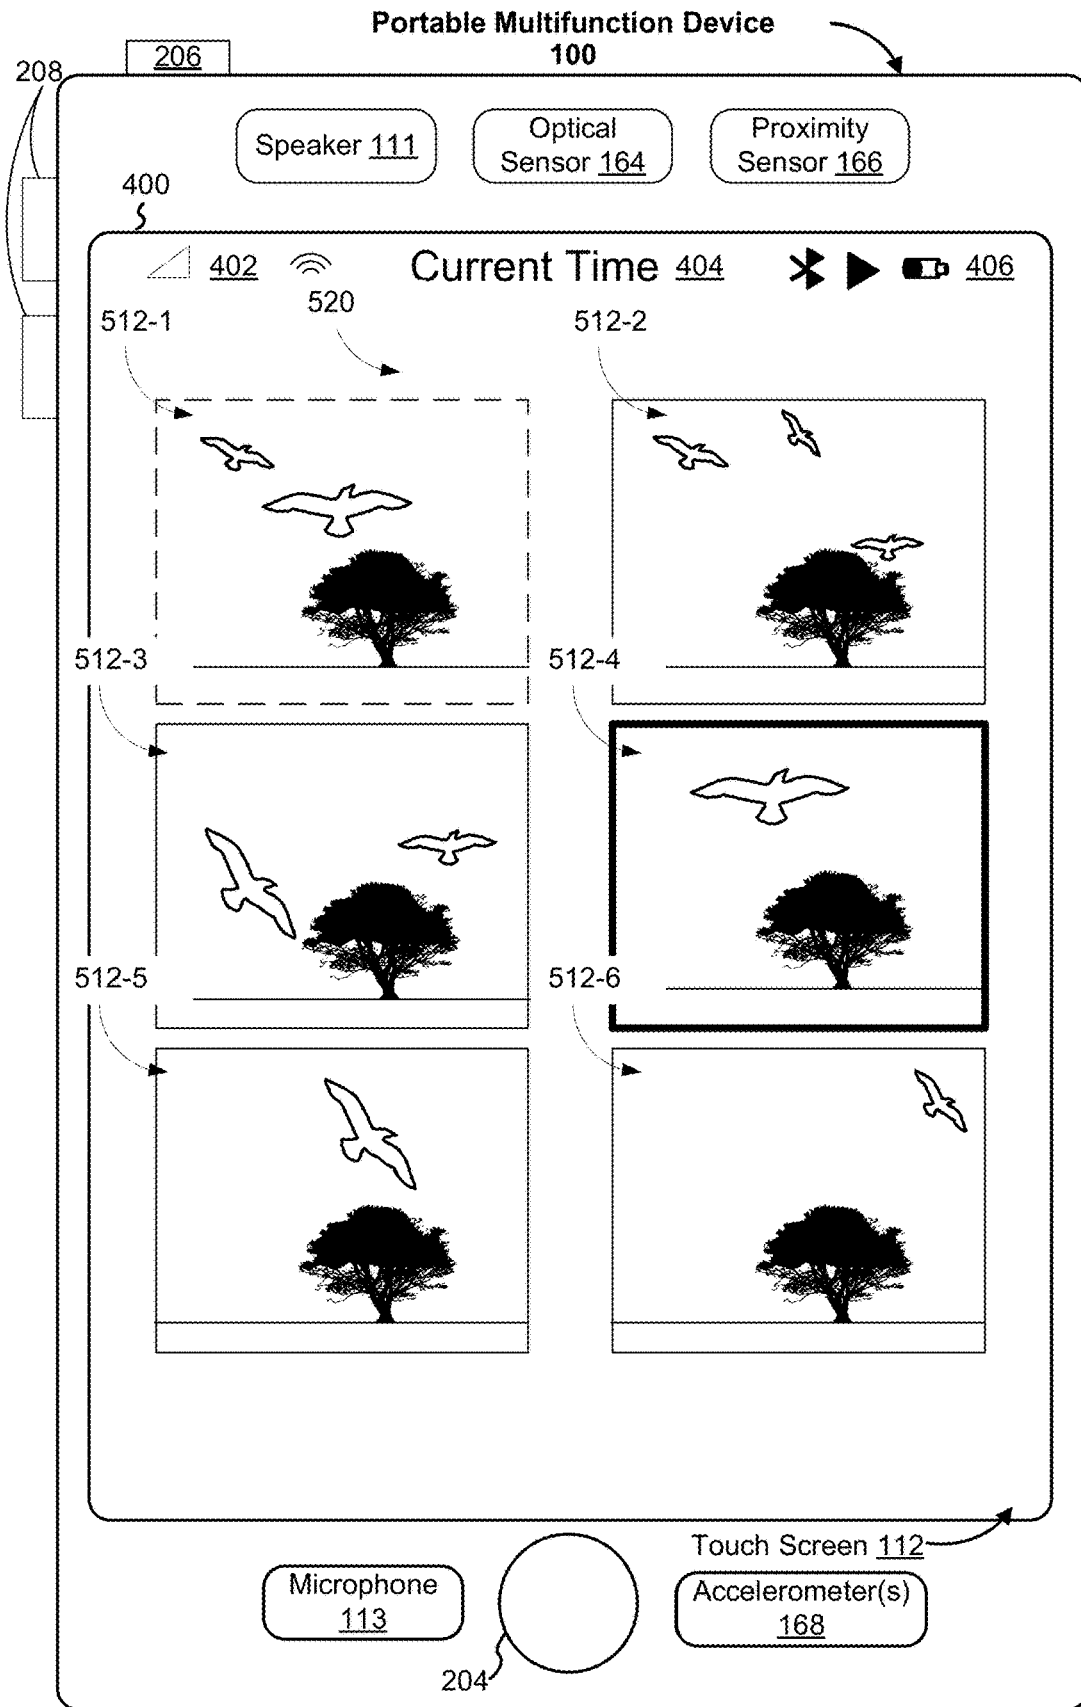 Portable Multifunction Device
100
206
208
Speaker 111
Optical
Sensor 164
Proximity
Sensor 166
400
402
Current Time 404
406
520
512-1
512-2
512-3
512-4
512-5
512-6
Touch Screen 112
Microphone
113
Accelerometer(s)
168
204